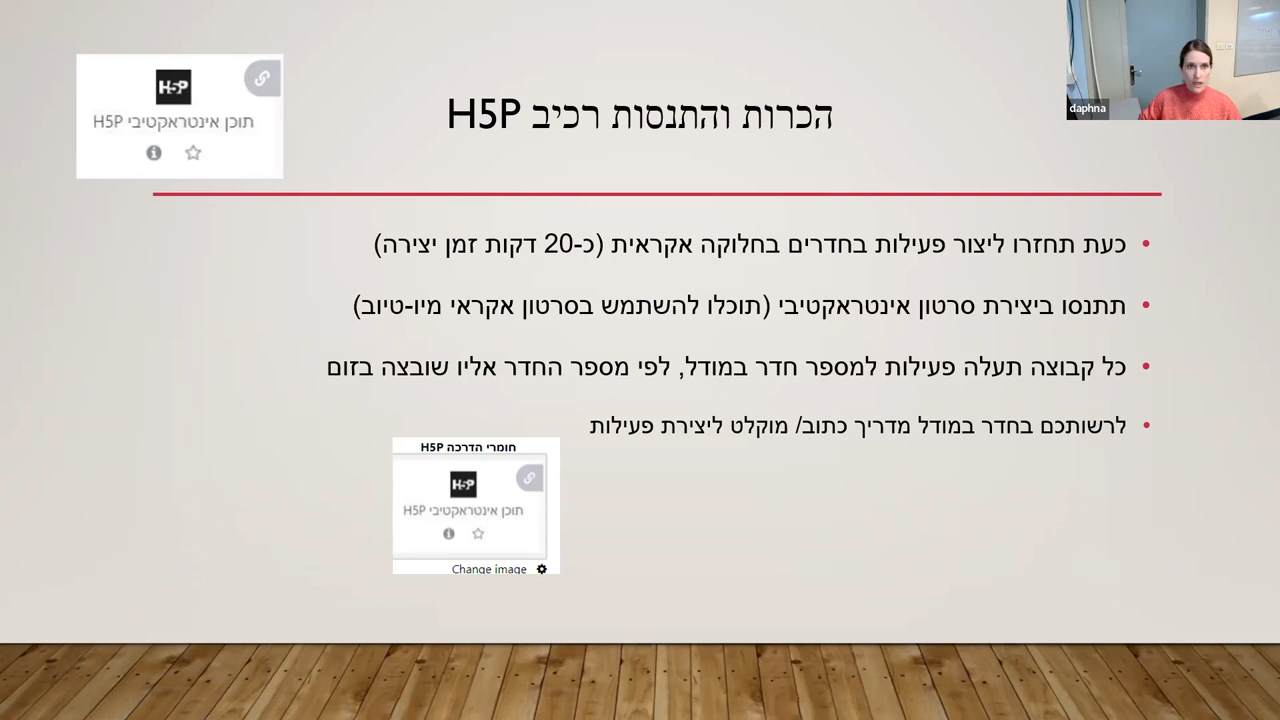 H5P
תוכן אינטראקטיבי H5P
הכרות והתנסות רכיב H5P
daphna
כעת תחזרו ליצור פעילות בחדרים בחלוקה אקראית (כ-20 דקות זמן יצירה)
תתנסו ביצירת סרטון אינטראקטיבי (תוכלו להשתמש בסרטון אקראי מיו-טיוב)
כל קבוצה תעלה פעילות למספר חדר במודל, לפי מספר החדר אליו שובצה בזום
לרשותכם בחדר במודל מדריך כתוב/ מוקלט ליצירת פעילות
חומרי הדרכה H5P
H5P
תוכן אינטראקטיבי H5P
Change image